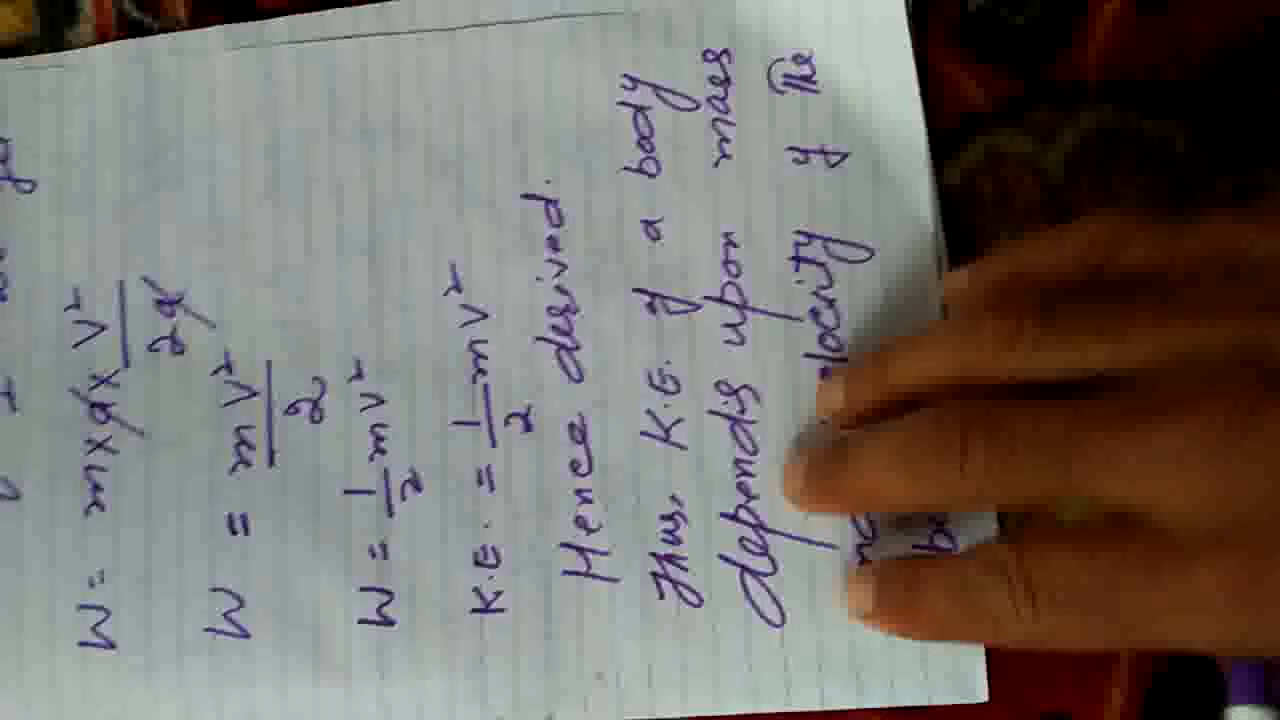 W = m×a×v²/2a
W = mv²/2
W = 1/2 mv²
K.E. = 1/2 mv²
Hence derived.
Thus, K.E. of a body
depends upon mass
locity of The